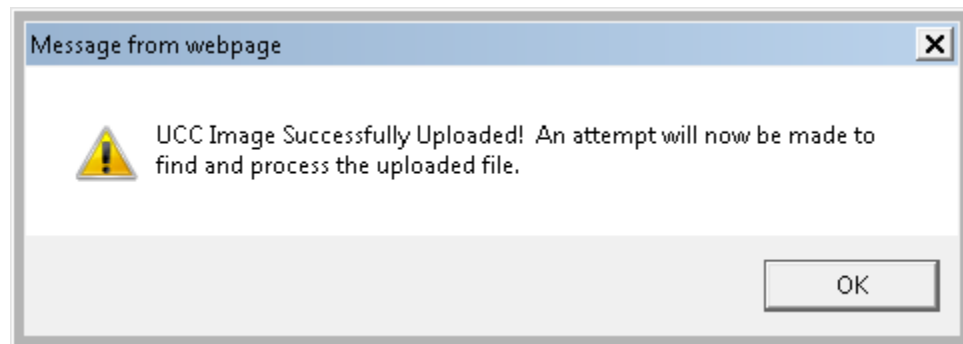 Message from webpage
UCC Image Successfully Uploaded!  An attempt will now be made to
find and process the uploaded file.
OK